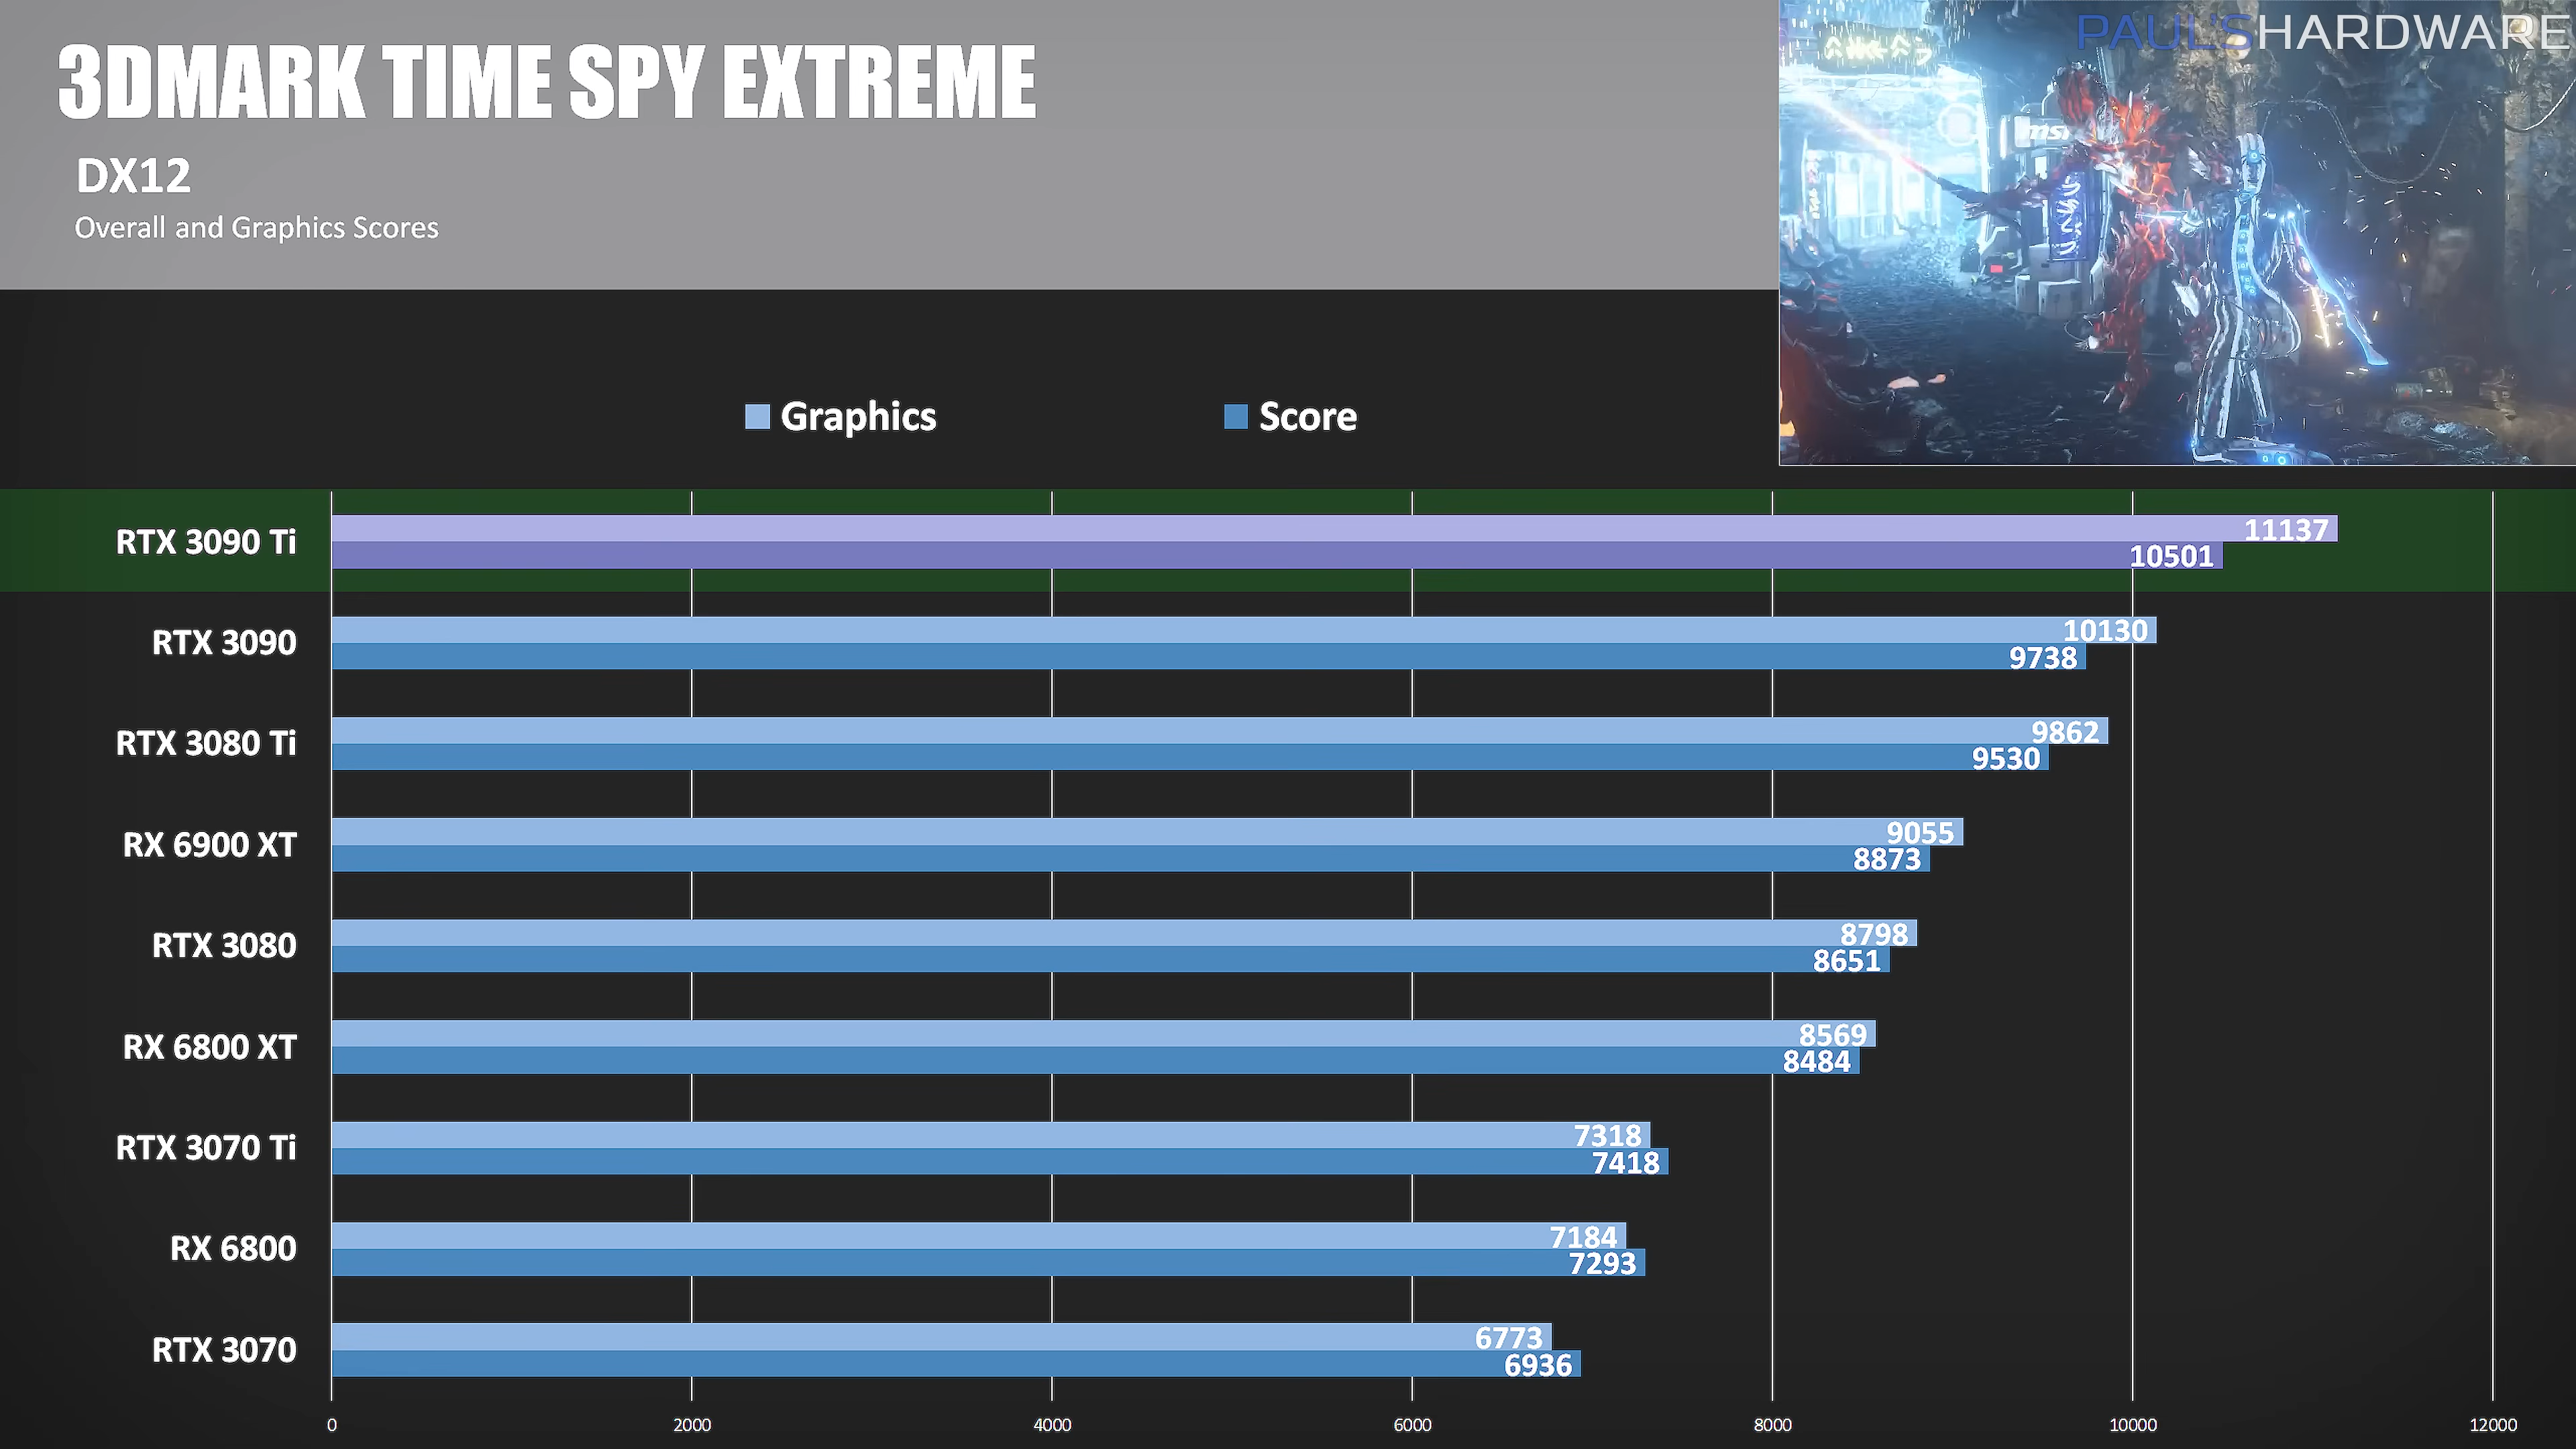 3DMARK TIME SPY EXTREME
DX12
Overall and Graphics Scores
PAUL'SHARDWARE
msi
Graphics
Score
RTX 3090 Ti
11137
10501
RTX 3090
10130
9738
RTX 3080 Ti
9862
9530
RX 6900 XT
9055
8873
RTX 3080
8798
8651
RX 6800 XT
8569
8484
RTX 3070 Ti
7318
7418
RX 6800
7184
7293
RTX 3070
6773
6936
0 2000 4000 6000 8000 10000 12000